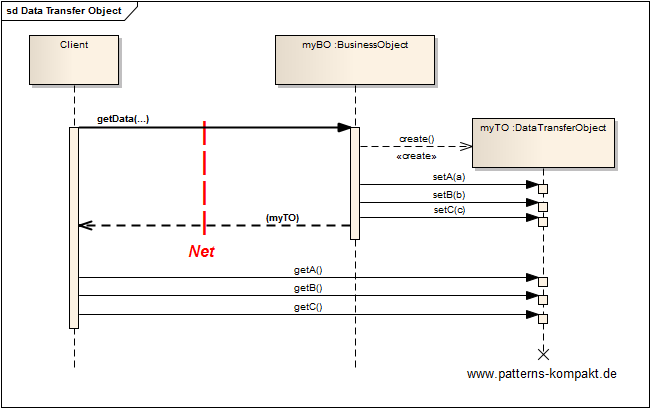 sd Data Transfer Object
Client
myBO :BusinessObject
getData(...)
myTO :DataTransferObject
create()
«create»
setA(a)
setB(b)
setC(c)
(myTO)
Net
getA()
getB()
getC()
www.patterns-kompakt.de